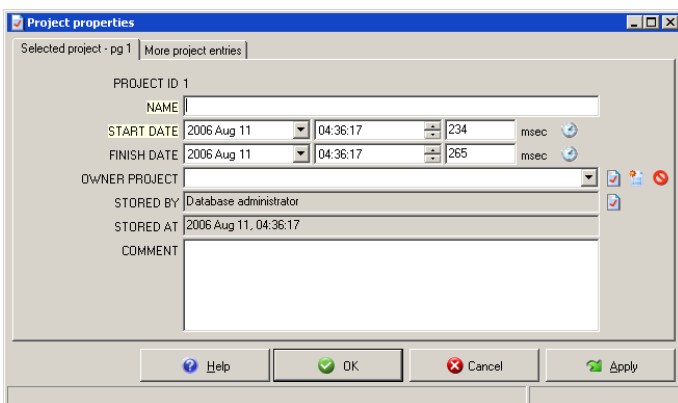 Project properties
Selected project - pg 1 More project entries
PROJECT ID 1
NAME
START DATE 2006 Aug 11 04:36:17 234 msec
FINISH DATE 2006 Aug 11 04:36:17 265 msec
OWNER PROJECT
STORED BY Database administrator
STORED AT 2006 Aug 11, 04:36:17
COMMENT
Help OK Cancel Apply